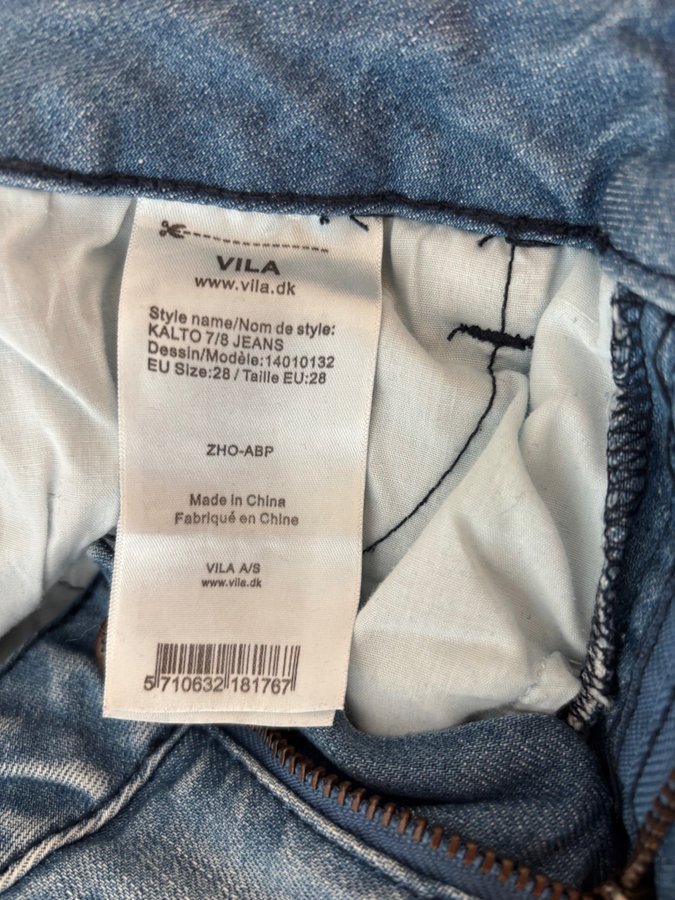 VILA
www.vila.dk
Style name/Nom de style:
KALTO 7/8 JEANS
Dessin/Modèle:14010132
EU Size:28 / Taille EU:28
ZHO-ABP
Made in China
Fabriqué en Chine
VILA A/S
www.vila.dk
5 710632 181767